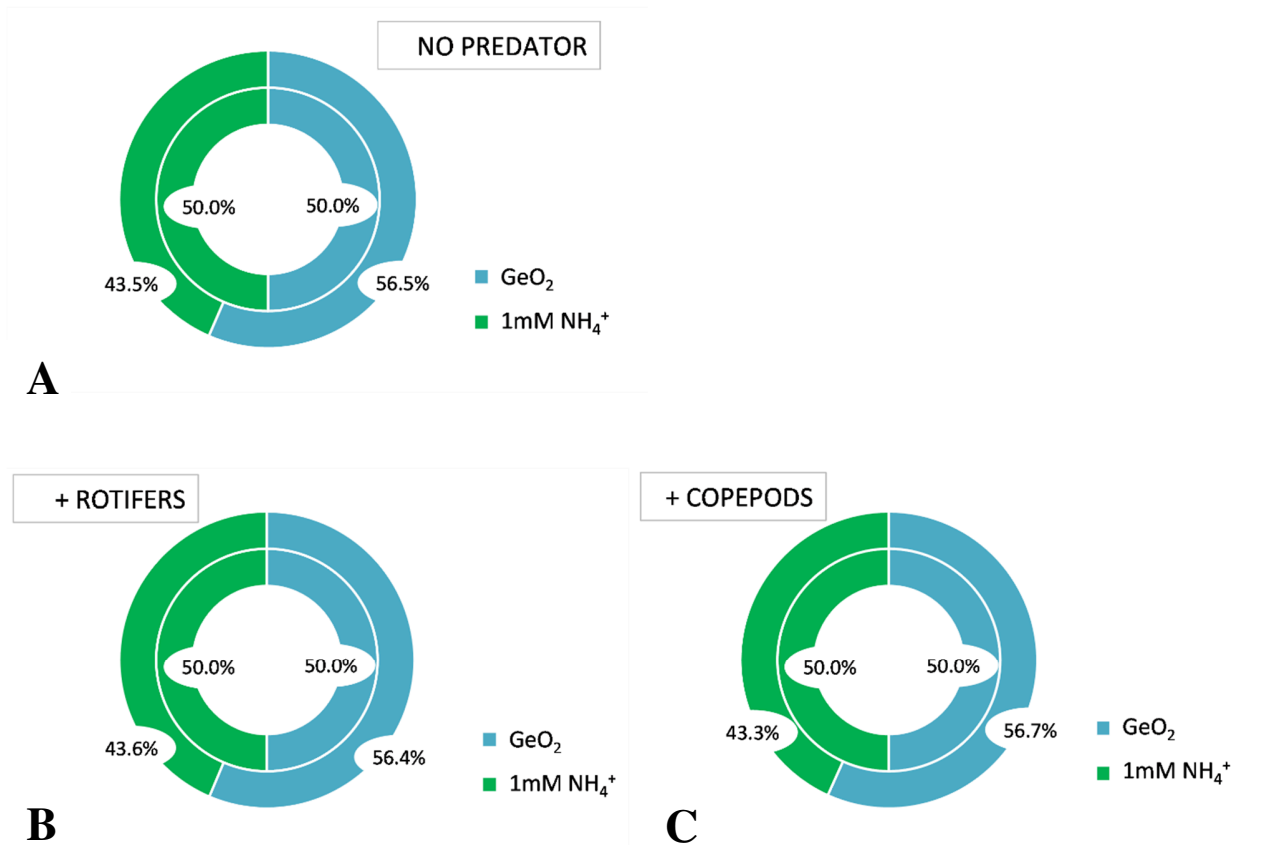 NO PREDATOR
50.0%
50.0%
43.5%
56.5%
GeO₂
1mM NH₄⁺
A
+ ROTIFERS
50.0%
50.0%
43.6%
56.4%
GeO₂
1mM NH₄⁺
B
+ COPEPODS
50.0%
50.0%
43.3%
56.7%
GeO₂
1mM NH₄⁺
C